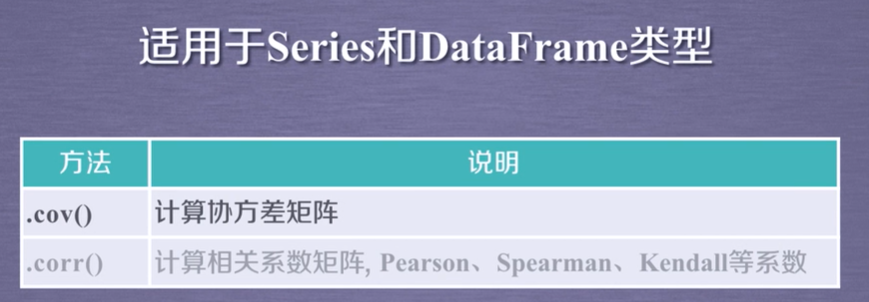 适用于Series和DataFrame类型
方法 说明
.cov() 计算协方差矩阵
.corr() 计算相关系数矩阵, Pearson、Spearman、Kendall等系数